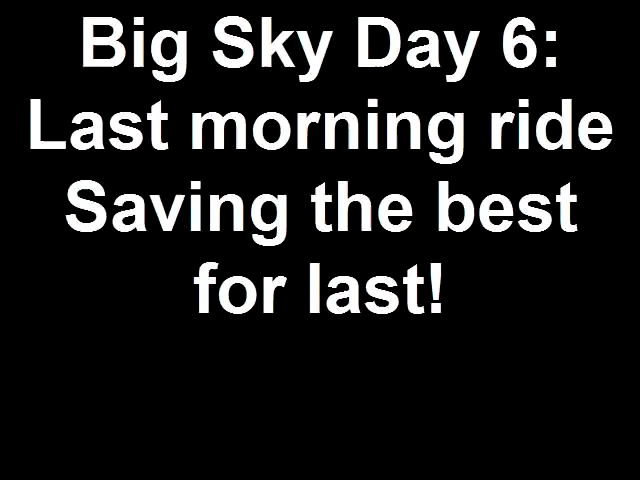 Big Sky Day 6:
Last morning ride
Saving the best
for last!